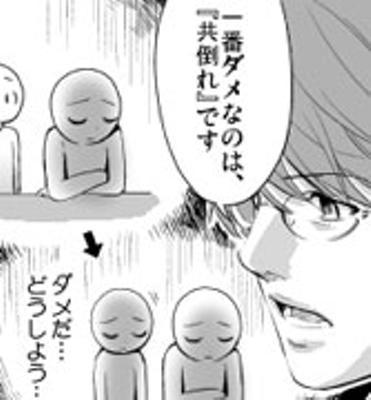 一番ダメなのは、
『共倒れ』です
ダメだ…
どうしよう…